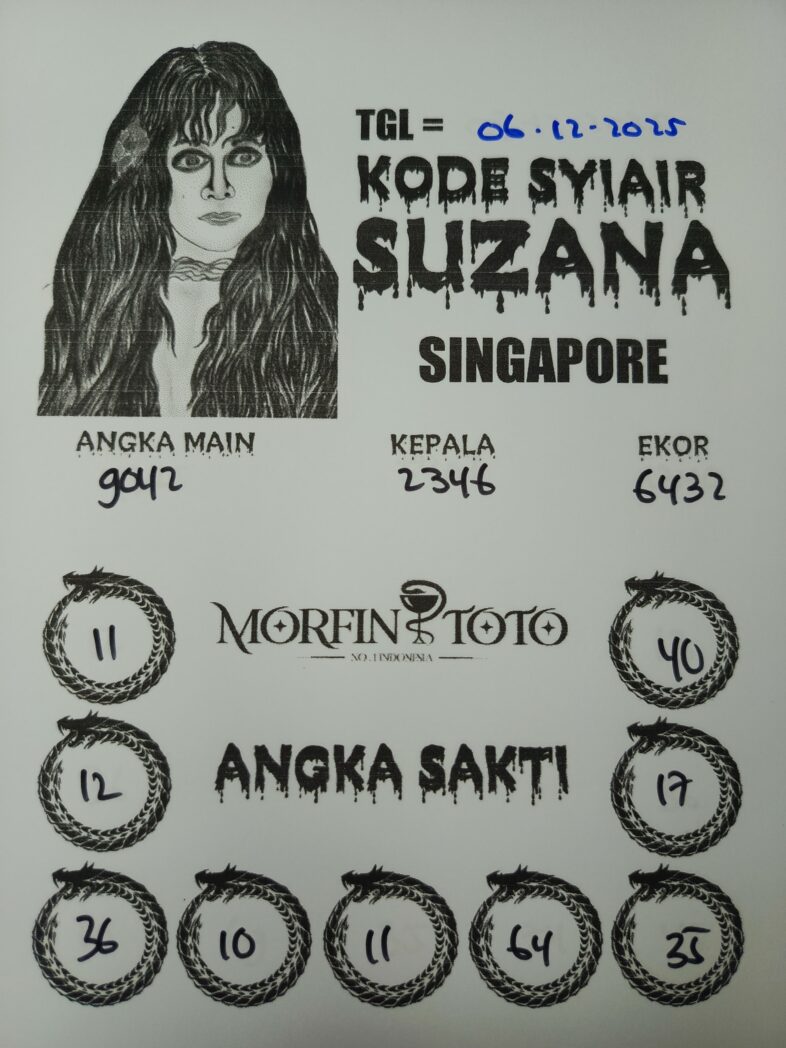 TGL = 06-12-2025
KODE SYIAIR
SUZANA
SINGAPORE
ANGKA MAIN KEPALA EKOR
9042 2346 6432
MORFIN TOTO
NO.1 INDONESIA
11 40
ANGKA SAKTI
12 17
36 10 11 64 35